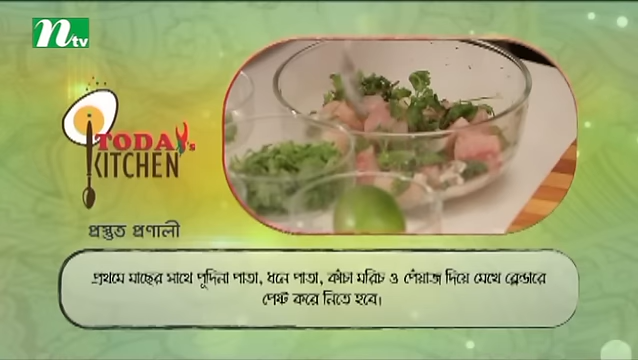 ntv
TODAY's
KITCHEN
প্রস্তুত প্রণালী
প্রথমে মাছের সাথে পুদিনা পাতা, ধনে পাতা, কাঁচা মরিচ ও পেঁয়াজ দিয়ে মেখে ব্লেন্ডারে
পেষ্ট করে নিতে হবে।